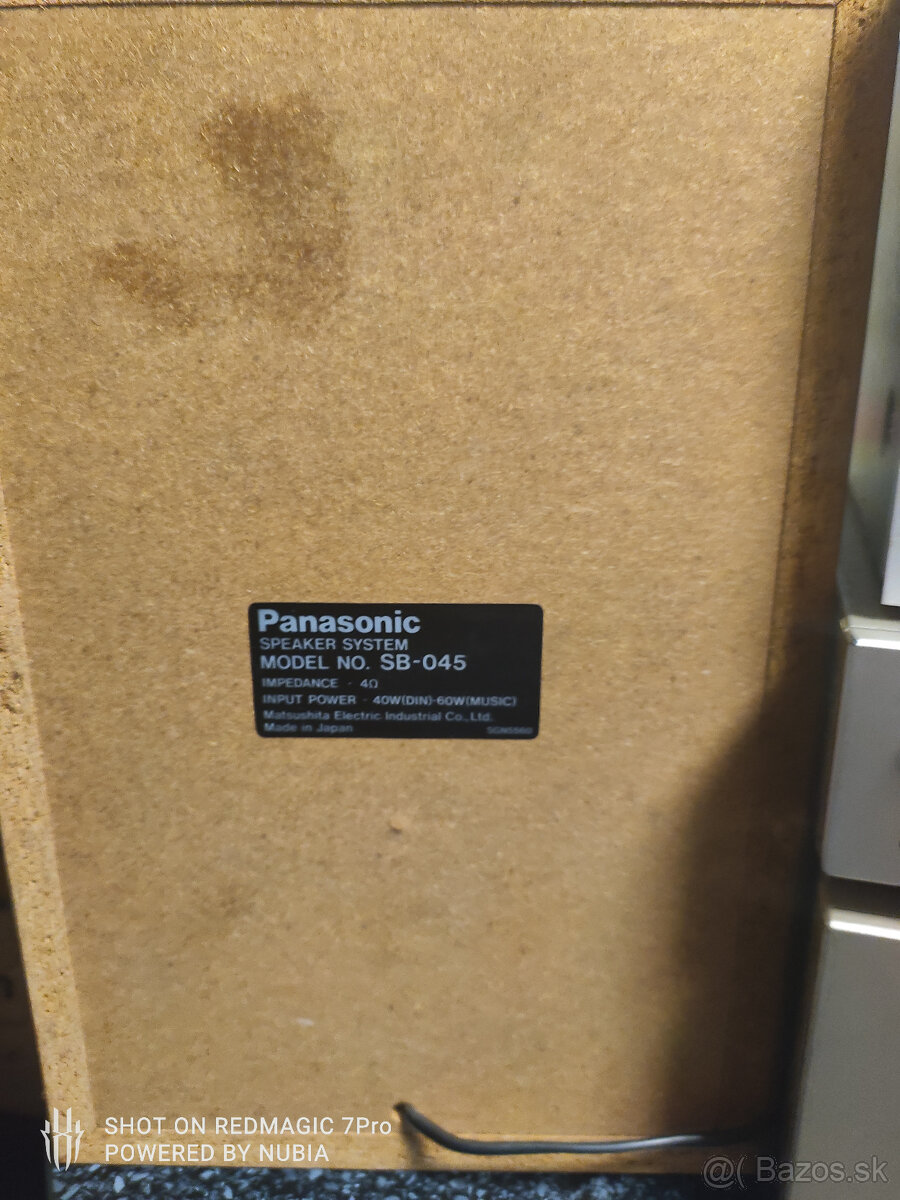 Panasonic
SPEAKER SYSTEM
MODEL NO. SB-045
IMPEDANCE · 4Ω
INPUT POWER · 40W(DIN)·60W(MUSIC)
Matsushita Electric Industrial Co., Ltd.
Made in Japan
SHOT ON REDMAGIC 7Pro
POWERED BY NUBIA
@( Bazos.sk